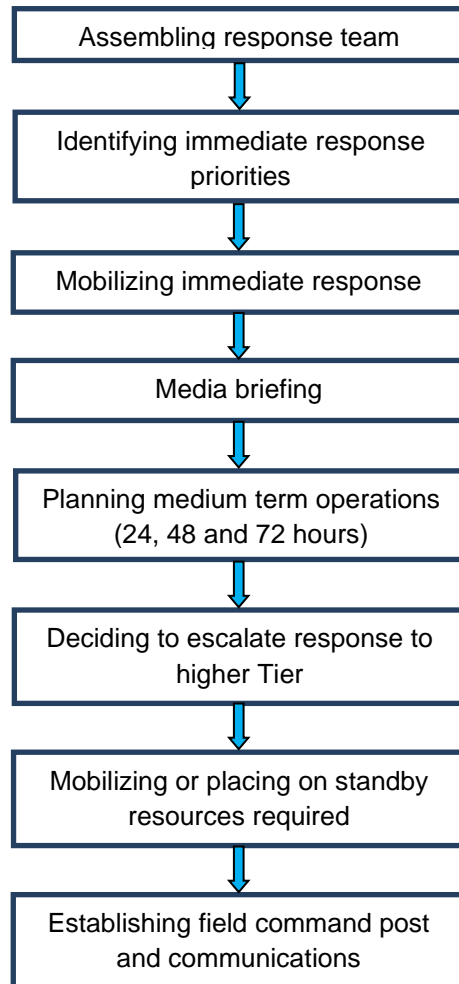 Assembling response team
Identifying immediate response
priorities
Mobilizing immediate response
Media briefing
Planning medium term operations
(24, 48 and 72 hours)
Deciding to escalate response to
higher Tier
Mobilizing or placing on standby
resources required
Establishing field command post
and communications